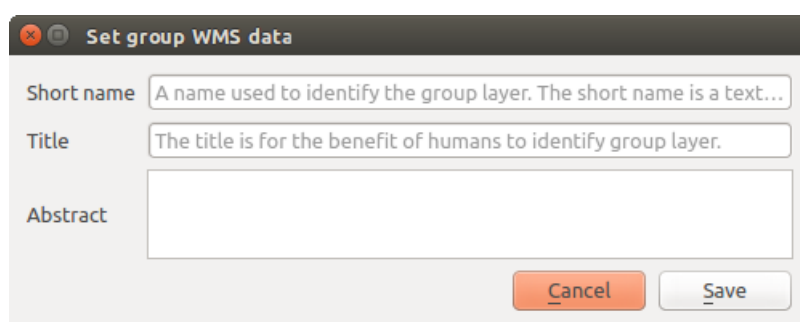 Set group WMS data
Short name A name used to identify the group layer. The short name is a text...
Title The title is for the benefit of humans to identify group layer.
Abstract
Cancel Save